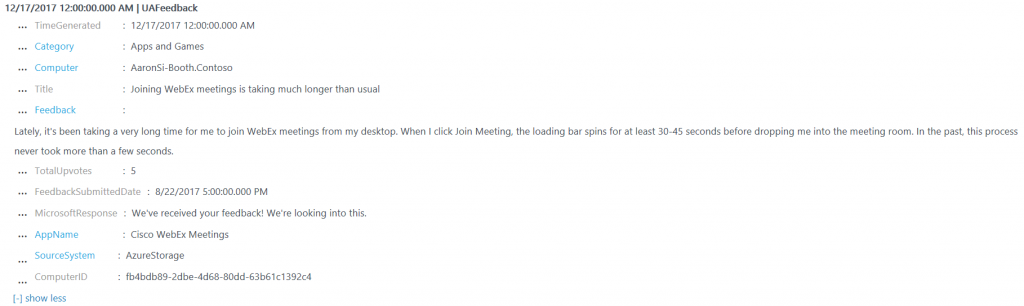 12/17/2017 12:00:00.000 AM | UAFeedback
... TimeGenerated : 12/17/2017 12:00:00.000 AM
... Category : Apps and Games
... Computer : AaronSi-Booth.Contoso
... Title : Joining WebEx meetings is taking much longer than usual
... Feedback :
Lately, it's been taking a very long time for me to join WebEx meetings from my desktop. When I click Join Meeting, the loading bar spins for at least 30-45 seconds before dropping me into the meeting room. In the past, this process
never took more than a few seconds.
... TotalUpvotes : 5
... FeedbackSubmittedDate : 8/22/2017 5:00:00.000 PM
... MicrosoftResponse : We've received your feedback! We're looking into this.
... AppName : Cisco WebEx Meetings
... SourceSystem : AzureStorage
... ComputerID : fb4bdb89-2dbe-4d68-80dd-63b61c1392c4
[-] show less